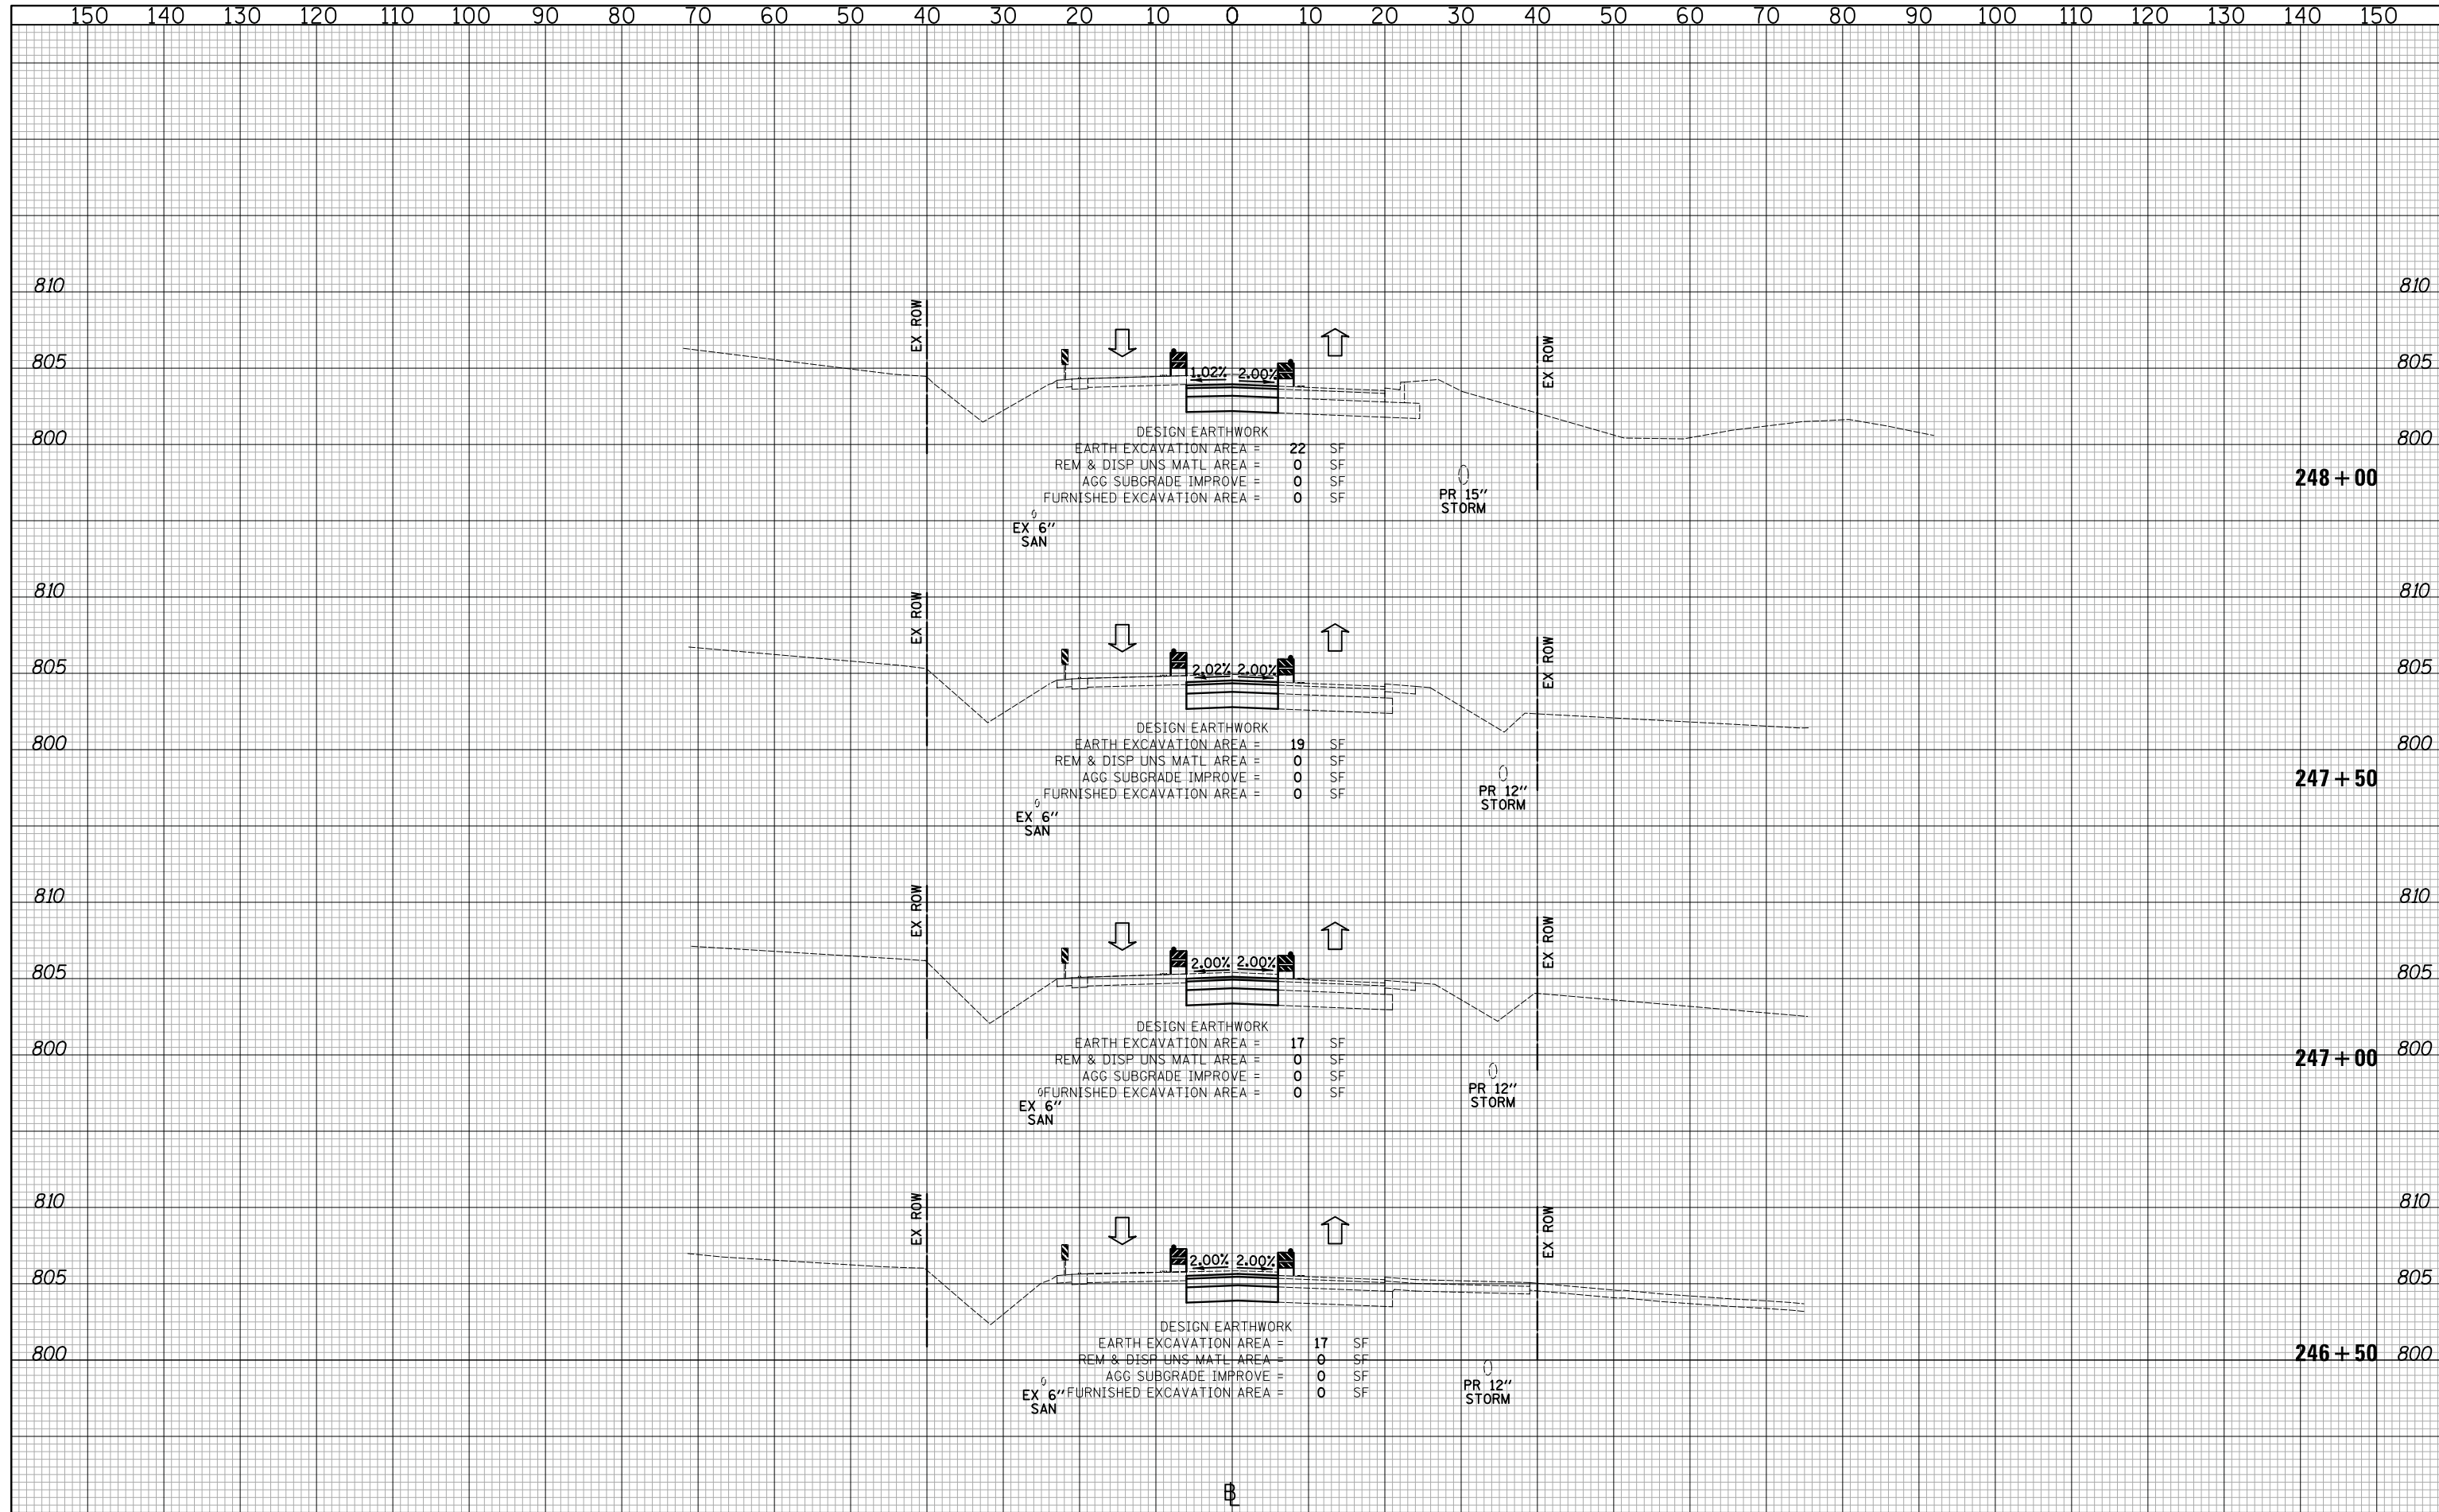 150 140 130 120 110 100 90 80 70 60 50 40 30 20 10 0 10 20 30 40 50 60 70 80 90 100 110 120 130 140 150
810 810
EX ROW
EX ROW
805 805
1.02% 2.00%
800 800
DESIGN EARTHWORK
EARTH EXCAVATION AREA = 22 SF
REM & DISP UNS MATL AREA = 0 SF
AGG SUBGRADE IMPROVE = 0 SF
FURNISHED EXCAVATION AREA = 0 SF
248+00
PR 15"
STORM
EX 6"
SAN
810 810
EX ROW
EX ROW
805 805
2.02% 2.00%
800 800
DESIGN EARTHWORK
EARTH EXCAVATION AREA = 19 SF
REM & DISP UNS MATL AREA = 0 SF
AGG SUBGRADE IMPROVE = 0 SF
FURNISHED EXCAVATION AREA = 0 SF
247+50
PR 12"
STORM
EX 6"
SAN
810 810
EX ROW
EX ROW
805 805
2.00% 2.00%
800 800
DESIGN EARTHWORK
EARTH EXCAVATION AREA = 17 SF
REM & DISP UNS MATL AREA = 0 SF
AGG SUBGRADE IMPROVE = 0 SF
FURNISHED EXCAVATION AREA = 0 SF
247+00
PR 12"
STORM
EX 6"
SAN
810 810
EX ROW
EX ROW
805 805
2.00% 2.00%
800 800
DESIGN EARTHWORK
EARTH EXCAVATION AREA = 17 SF
REM & DISP UNS MATL AREA = 0 SF
AGG SUBGRADE IMPROVE = 0 SF
FURNISHED EXCAVATION AREA = 0 SF
246+50
PR 12"
STORM
EX 6"
SAN
BL